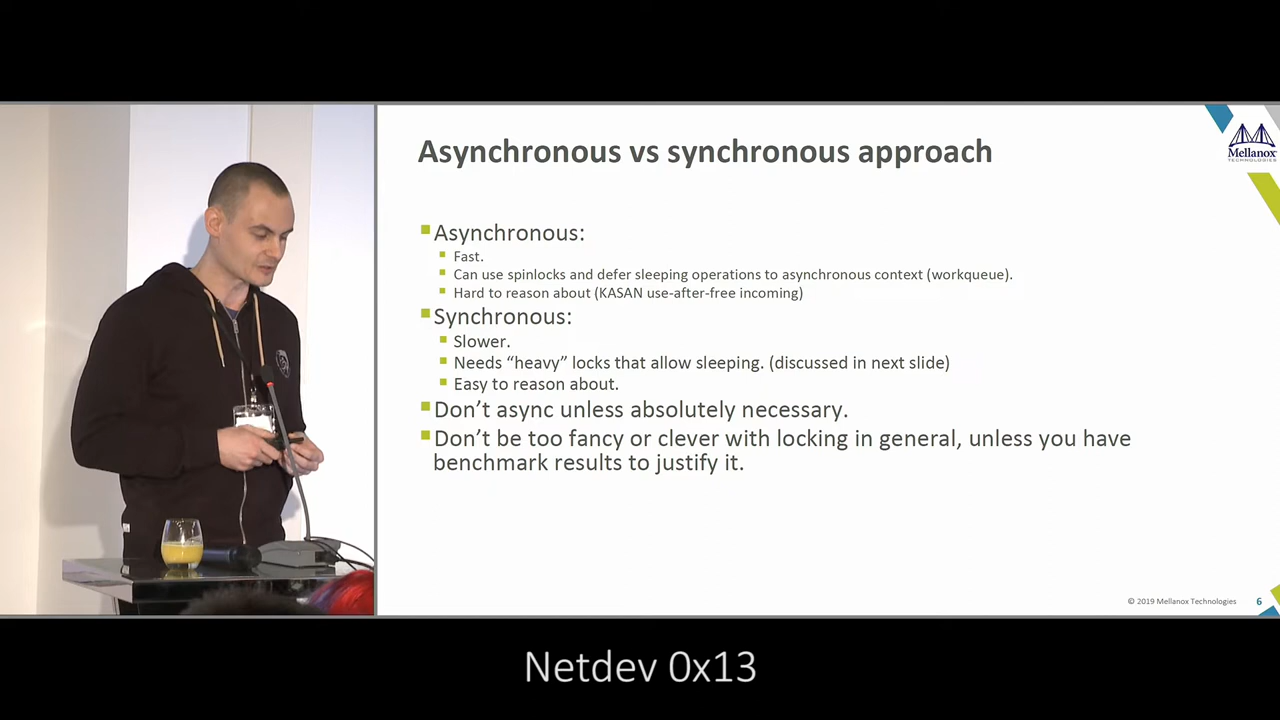 Asynchronous vs synchronous approach
Mellanox
TECHNOLOGIES
Asynchronous:
Fast.
Can use spinlocks and defer sleeping operations to asynchronous context (workqueue).
Hard to reason about (KASAN use-after-free incoming)
Synchronous:
Slower.
Needs “heavy” locks that allow sleeping. (discussed in next slide)
Easy to reason about.
Don’t async unless absolutely necessary.
Don’t be too fancy or clever with locking in general, unless you have
benchmark results to justify it.
© 2019 Mellanox Technologies
6
Netdev 0x13